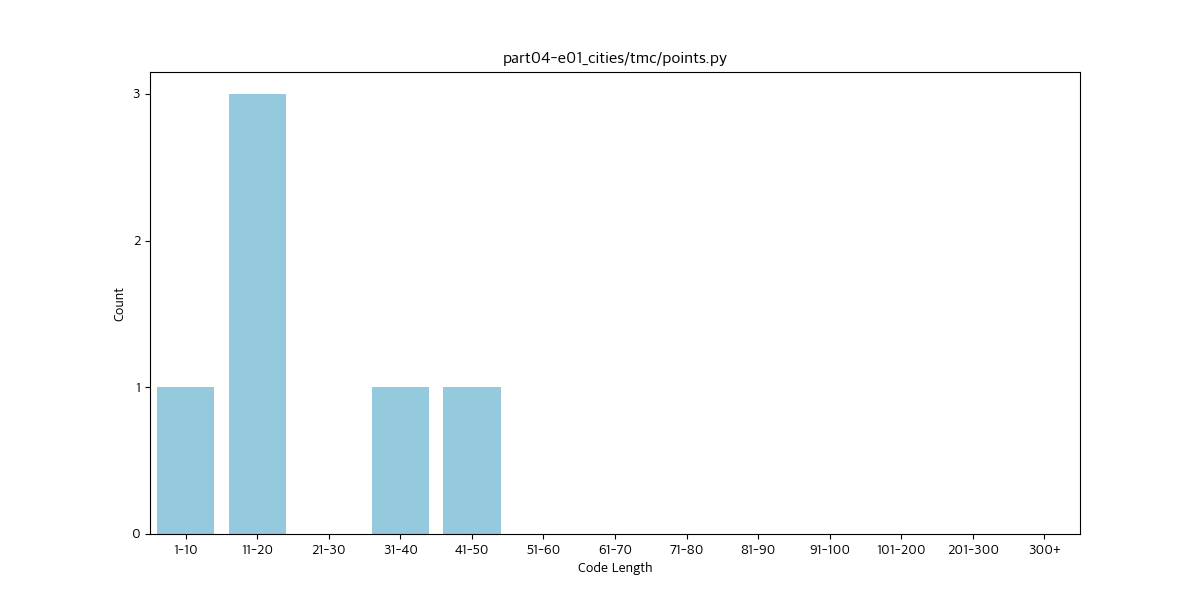 part04-e01_cities/tmc/points.py
3
2
1
0
Count
1-10 11-20 21-30 31-40 41-50 51-60 61-70 71-80 81-90 91-100 101-200 201-300 300+
Code Length